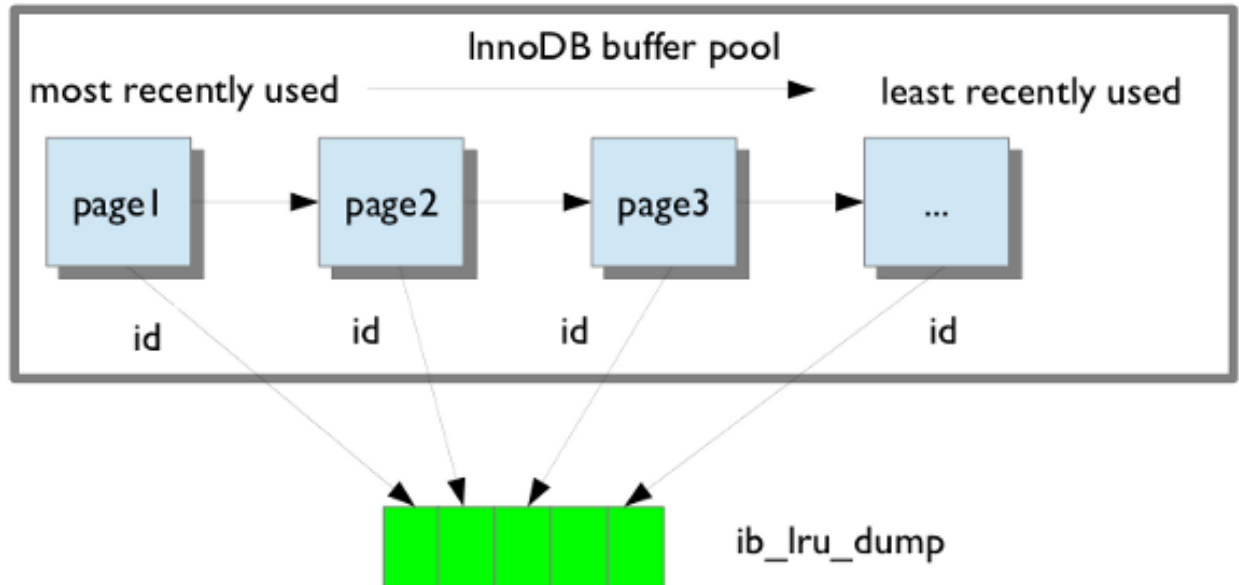 InnoDB buffer pool
most recently used
least recently used
page1
page2
page3
...
id
id
id
id
ib_lru_dump